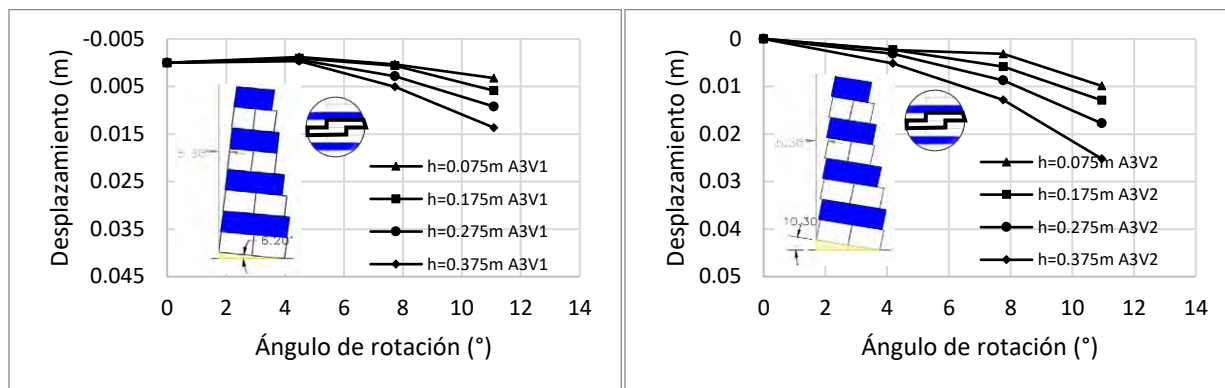 -0.005
0.005
0.015
0.025
0.035
0.045
Desplazamiento (m)
0 2 4 6 8 10 12 14
Ángulo de rotación (°)
6.20°
h=0.075m A3V1
h=0.175m A3V1
h=0.275m A3V1
h=0.375m A3V1
0
0.01
0.02
0.03
0.04
0.05
Desplazamiento (m)
0 2 4 6 8 10 12 14
Ángulo de rotación (°)
10.30
h=0.075m A3V2
h=0.175m A3V2
h=0.275m A3V2
h=0.375m A3V2